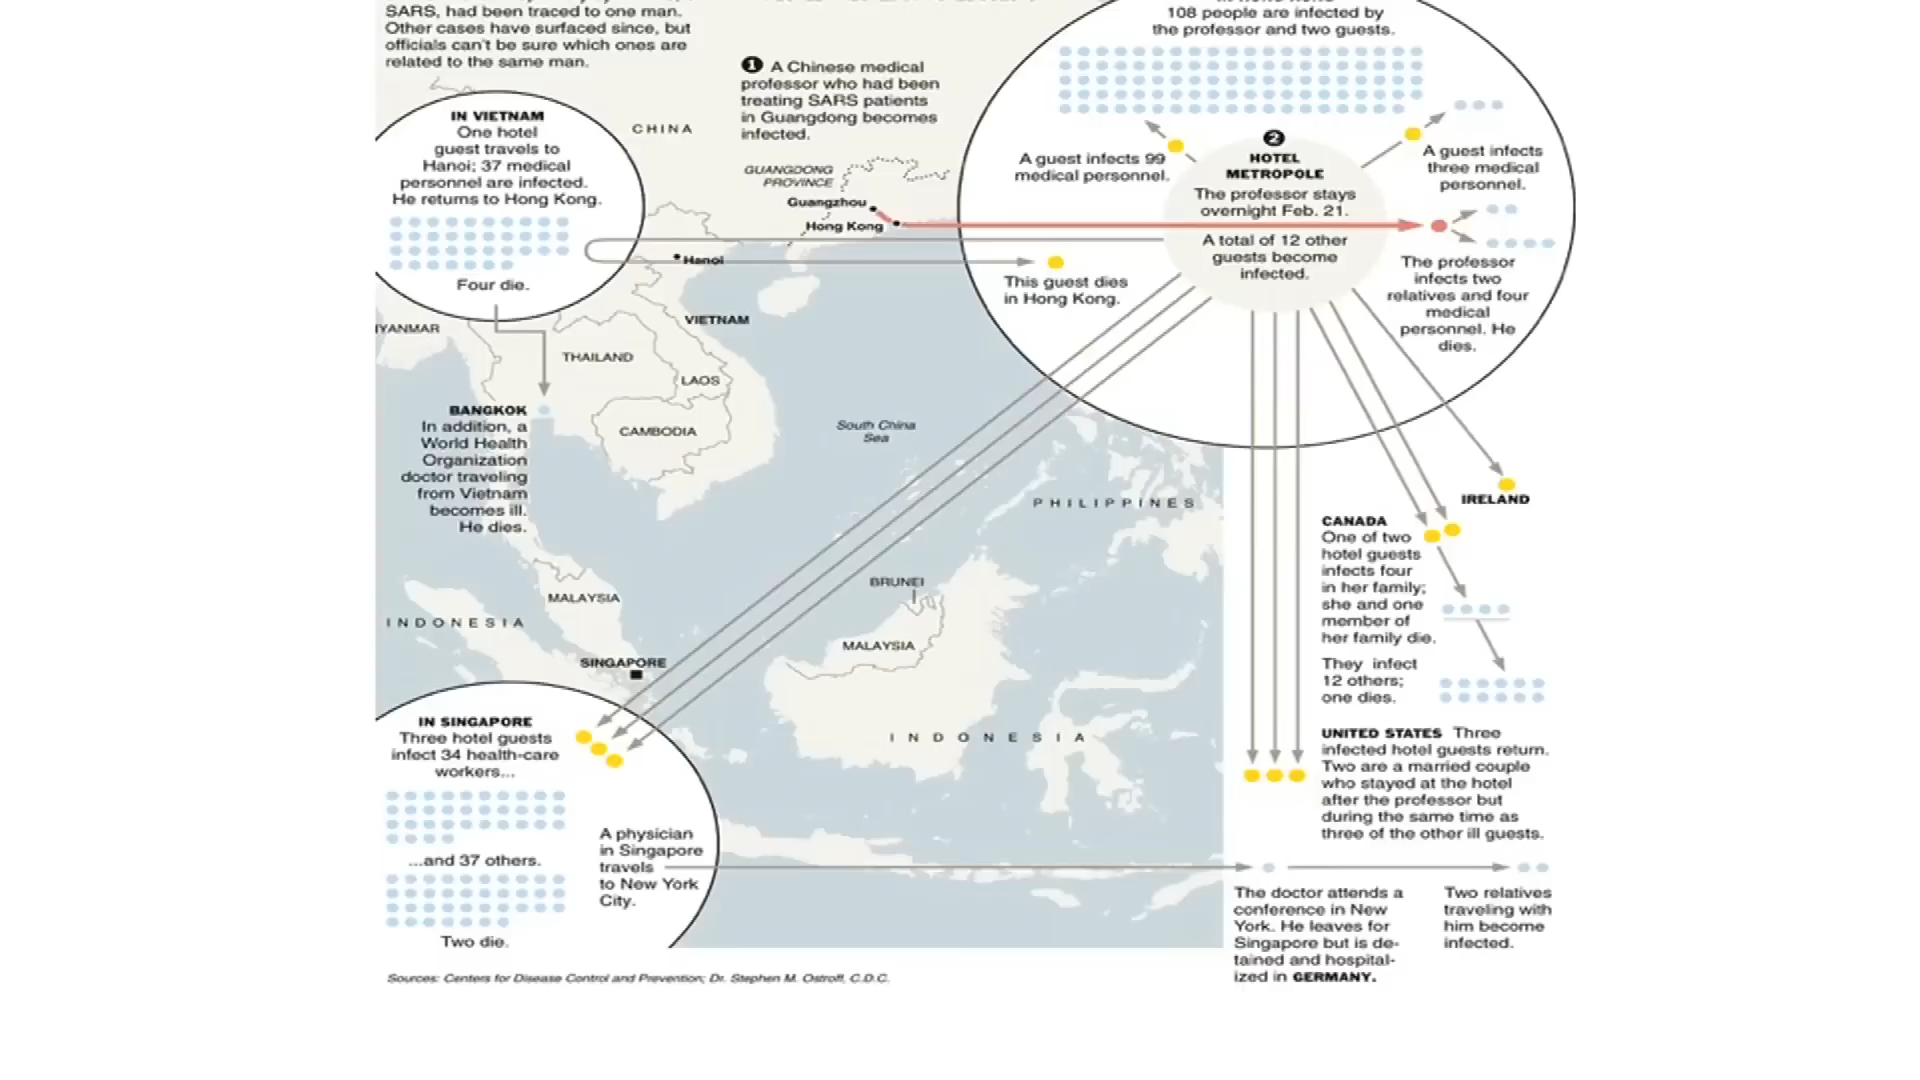 SARS, had been traced to one man.
Other cases have surfaced since, but
officials can't be sure which ones are
related to the same man.
❶ A Chinese medical
professor who had been
treating SARS patients
in Guangdong becomes
infected.
108 people are infected by
the professor and two guests.
IN VIETNAM
One hotel
guest travels to
Hanoi; 37 medical
personnel are infected.
He returns to Hong Kong.
Four die.
CHINA
GUANGDONG
PROVINCE
Guangzhou
Hong Kong
Hanoi
A guest infects 99
medical personnel.
❷
HOTEL
METROPOLE
The professor stays
overnight Feb. 21.
A total of 12 other
guests become
infected.
A guest infects
three medical
personnel.
This guest dies
in Hong Kong.
The professor
infects two
relatives and four
medical
personnel. He
dies.
YANMAR
VIETNAM
THAILAND
LAOS
CAMBODIA
South China
Sea
PHILIPPINES
BANGKOK
In addition, a
World Health
Organization
doctor traveling
from Vietnam
becomes ill.
He dies.
BRUNEI
MALAYSIA
MALAYSIA
INDONESIA
SINGAPORE
INDONESIA
IRELAND
CANADA
One of two
hotel guests
infects four
in her family;
she and one
member of
her family die.
They infect
12 others;
one dies.
IN SINGAPORE
Three hotel guests
infect 34 health-care
workers...
...and 37 others.
Two die.
A physician
in Singapore
travels
to New York
City.
UNITED STATES Three
infected hotel guests return.
Two are a married couple
who stayed at the hotel
after the professor but
during the same time as
three of the other ill guests.
The doctor attends a
conference in New
York. He leaves for
Singapore but is de-
tained and hospital-
ized in GERMANY.
Two relatives
traveling with
him become
infected.
Sources: Centers for Disease Control and Prevention; Dr. Stephen M. Ostroff, C.D.C.